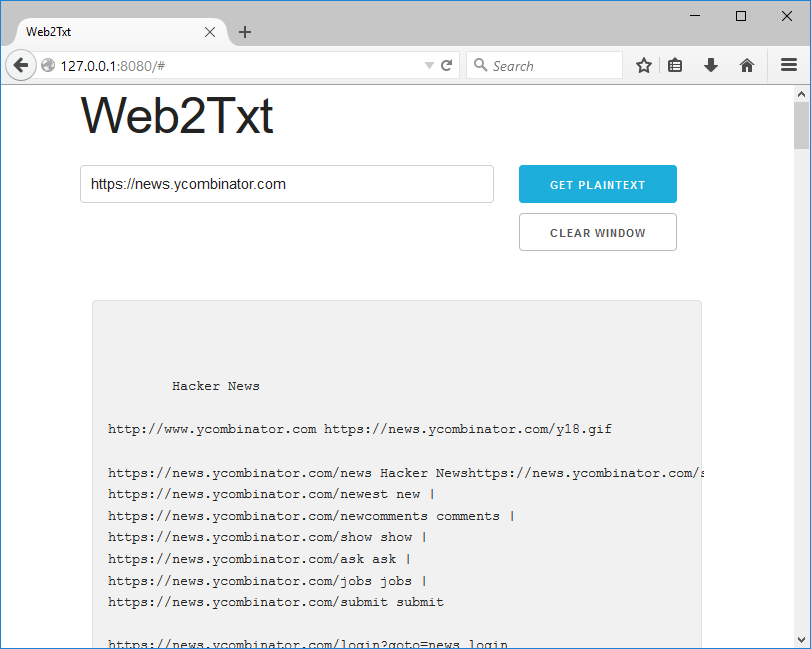 Web2Txt
127.0.0.1:8080/#
Search
Web2Txt
https://news.ycombinator.com
GET PLAINTEXT
CLEAR WINDOW
Hacker News
http://www.ycombinator.com https://news.ycombinator.com/y18.gif
https://news.ycombinator.com/news Hacker Newshttps://news.ycombinator.com/s
https://news.ycombinator.com/newest new |
https://news.ycombinator.com/newcomments comments |
https://news.ycombinator.com/show show |
https://news.ycombinator.com/ask ask |
https://news.ycombinator.com/jobs jobs |
https://news.ycombinator.com/submit submit
https://news.ycombinator.com/login?goto=news login